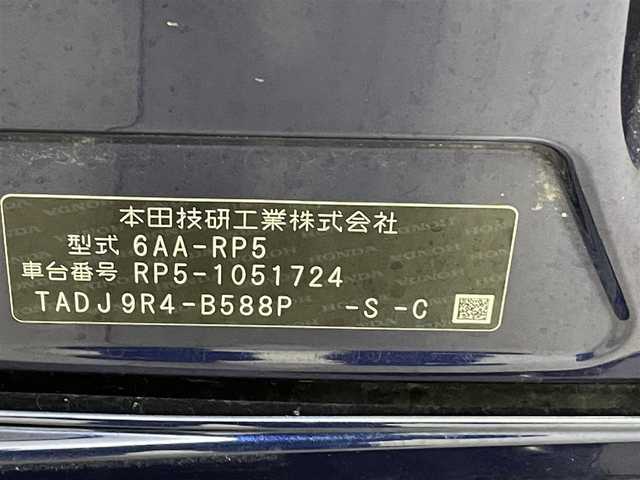 本田技研工業株式会社
型式 6AA-RP5
車台番号 RP5-1051724
TADJ9R4-B588P -S -C